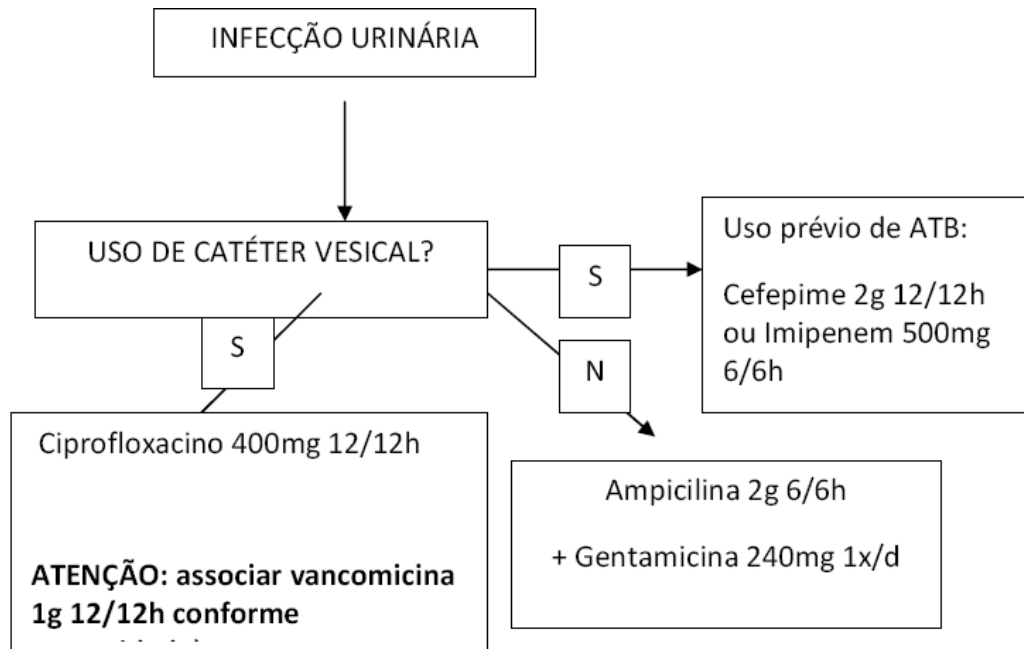 INFECÇÃO URINÁRIA
USO DE CATÉTER VESICAL?
S
Uso prévio de ATB:
Cefepime 2g 12/12h
ou Imipenem 500mg
6/6h
S
N
Ciprofloxacino 400mg 12/12h
ATENÇÃO: associar vancomicina
1g 12/12h conforme
Ampicilina 2g 6/6h
+ Gentamicina 240mg 1x/d